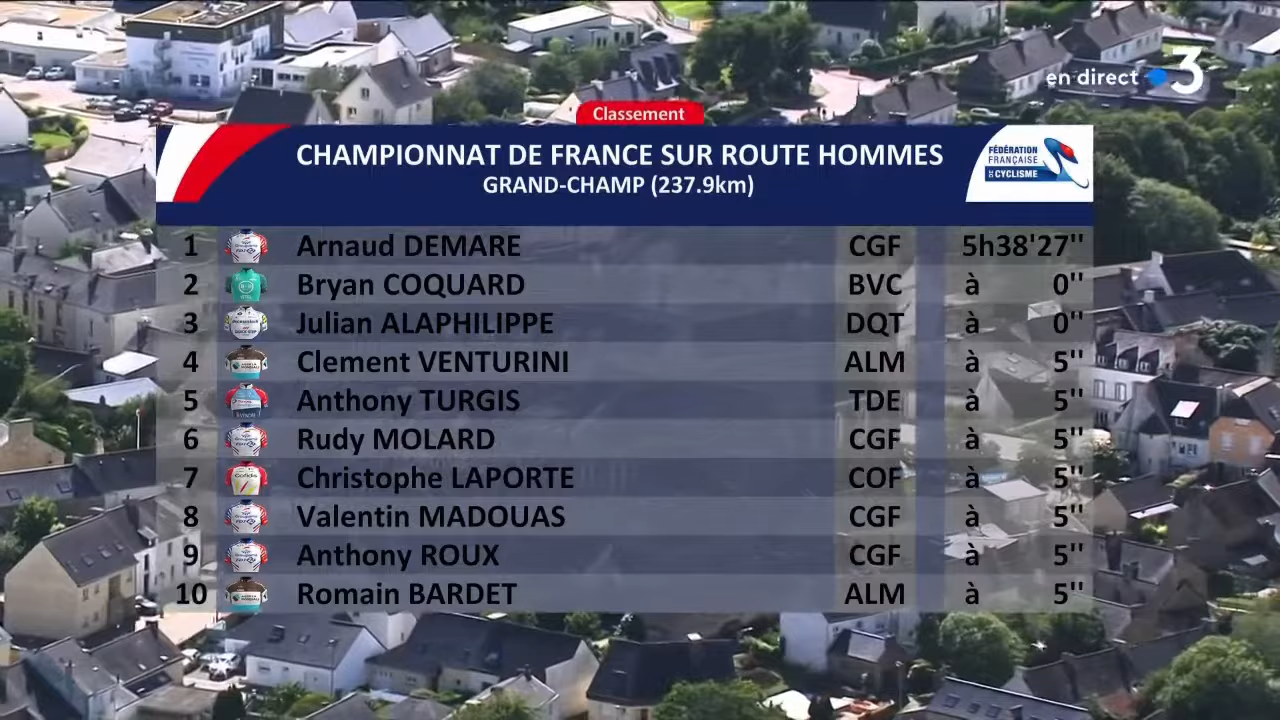 en direct 3
Classement
CHAMPIONNAT DE FRANCE SUR ROUTE HOMMES
GRAND-CHAMP (237.9km)
FÉDÉRATION
FRANÇAISE
DE CYCLISME
1 Arnaud DEMARE CGF 5h38'27''
2 Bryan COQUARD BVC à 0''
3 Julian ALAPHILIPPE DQT à 0''
4 Clement VENTURINI ALM à 5''
5 Anthony TURGIS TDE à 5''
6 Rudy MOLARD CGF à 5''
7 Christophe LAPORTE COF à 5''
8 Valentin MADOUAS CGF à 5''
9 Anthony ROUX CGF à 5''
10 Romain BARDET ALM à 5''